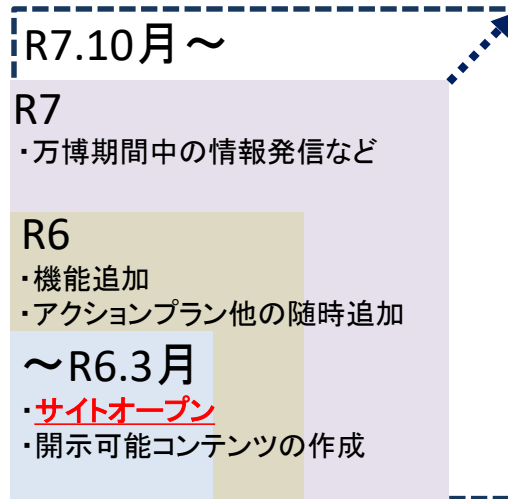 R7.10月～
R7
・万博期間中の情報発信など
R6
・機能追加
・アクションプラン他の随時追加
～R6.3月
・サイトオープン
・開示可能コンテンツの作成